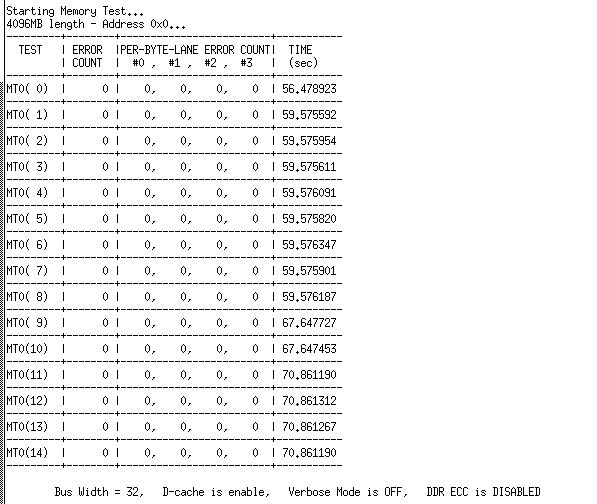 Starting Memory Test...
4096MB length - Address 0x0...
---------+--------+--------------------------+-----------
  TEST   | ERROR  |PER-BYTE-LANE ERROR COUNT|  TIME
         | COUNT  |  #0 ,  #1 ,  #2 ,  #3   |  (sec)
---------+--------+--------------------------+-----------
MT0( 0)  |      0 |    0,    0,    0,    0  | 56.478923
---------+--------+--------------------------+-----------
MT0( 1)  |      0 |    0,    0,    0,    0  | 59.575592
---------+--------+--------------------------+-----------
MT0( 2)  |      0 |    0,    0,    0,    0  | 59.575954
---------+--------+--------------------------+-----------
MT0( 3)  |      0 |    0,    0,    0,    0  | 59.575611
---------+--------+--------------------------+-----------
MT0( 4)  |      0 |    0,    0,    0,    0  | 59.576091
---------+--------+--------------------------+-----------
MT0( 5)  |      0 |    0,    0,    0,    0  | 59.575820
---------+--------+--------------------------+-----------
MT0( 6)  |      0 |    0,    0,    0,    0  | 59.576347
---------+--------+--------------------------+-----------
MT0( 7)  |      0 |    0,    0,    0,    0  | 59.575901
---------+--------+--------------------------+-----------
MT0( 8)  |      0 |    0,    0,    0,    0  | 59.576187
---------+--------+--------------------------+-----------
MT0( 9)  |      0 |    0,    0,    0,    0  | 67.647727
---------+--------+--------------------------+-----------
MT0(10)  |      0 |    0,    0,    0,    0  | 67.647453
---------+--------+--------------------------+-----------
MT0(11)  |      0 |    0,    0,    0,    0  | 70.861190
---------+--------+--------------------------+-----------
MT0(12)  |      0 |    0,    0,    0,    0  | 70.861312
---------+--------+--------------------------+-----------
MT0(13)  |      0 |    0,    0,    0,    0  | 70.861267
---------+--------+--------------------------+-----------
MT0(14)  |      0 |    0,    0,    0,    0  | 70.861190
---------+--------+--------------------------+-----------
Bus Width = 32,   D-cache is enable,   Verbose Mode is OFF,   DDR ECC is DISABLED